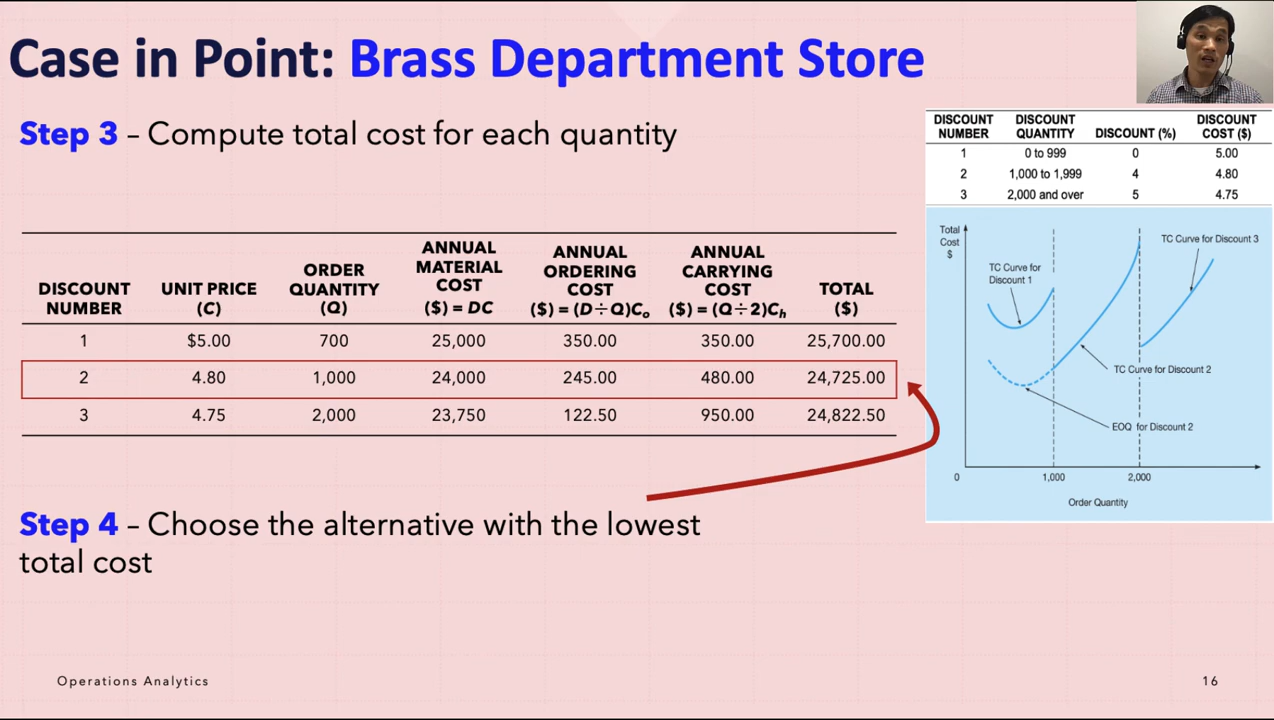 Case in Point: Brass Department Store
Step 3 – Compute total cost for each quantity
DISCOUNT NUMBER UNIT PRICE (C) ORDER QUANTITY (Q) ANNUAL MATERIAL COST ($) = DC ANNUAL ORDERING COST ($) = (D÷Q)Cₒ ANNUAL CARRYING COST ($) = (Q÷2)Cₕ TOTAL ($)
1 $5.00 700 25,000 350.00 350.00 25,700.00
2 4.80 1,000 24,000 245.00 480.00 24,725.00
3 4.75 2,000 23,750 122.50 950.00 24,822.50
Step 4 – Choose the alternative with the lowest
total cost
DISCOUNT NUMBER DISCOUNT QUANTITY DISCOUNT (%) DISCOUNT COST ($)
1 0 to 999 0 5.00
2 1,000 to 1,999 4 4.80
3 2,000 and over 5 4.75
Total
Cost
$
TC Curve for Discount 3
TC Curve for
Discount 1
TC Curve for Discount 2
EOQ for Discount 2
0 1,000 2,000
Order Quantity
Operations Analytics
16